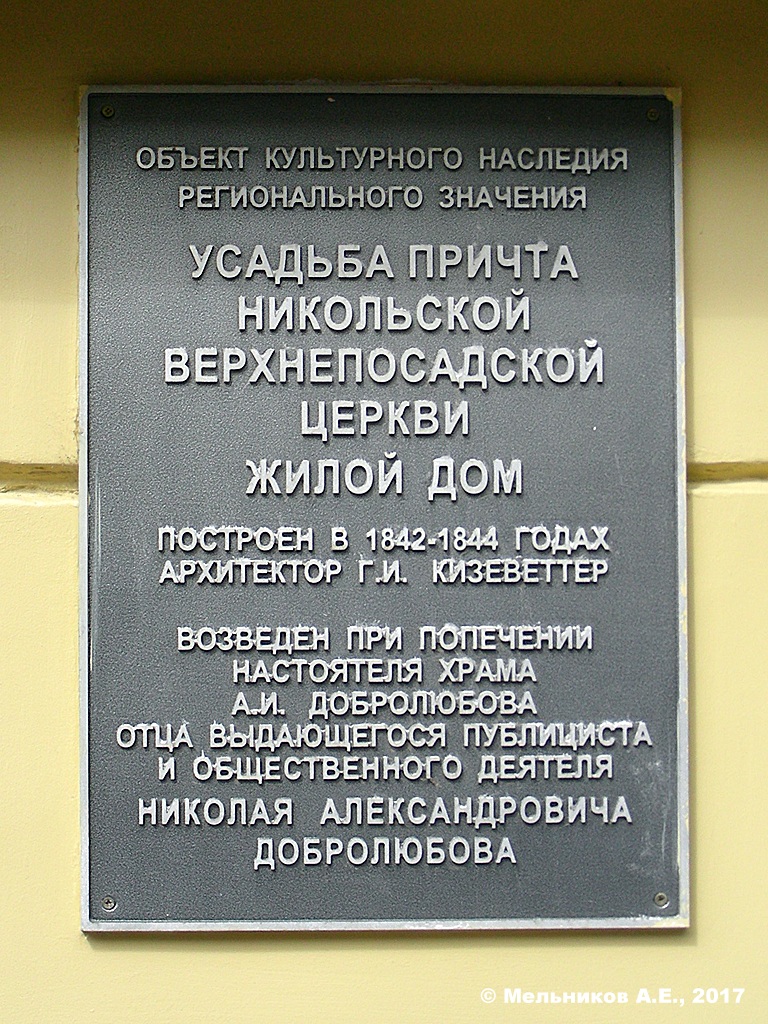 ОБЪЕКТ КУЛЬТУРНОГО НАСЛЕДИЯ
РЕГИОНАЛЬНОГО ЗНАЧЕНИЯ
УСАДЬБА ПРИЧТА
НИКОЛЬСКОЙ
ВЕРХНЕПОСАДСКОЙ
ЦЕРКВИ
ЖИЛОЙ ДОМ
ПОСТРОЕН В 1842-1844 ГОДАХ
АРХИТЕКТОР Г.И. КИЗЕВЕТТЕР
ВОЗВЕДЕН ПРИ ПОПЕЧЕНИИ
НАСТОЯТЕЛЯ ХРАМА
А.И. ДОБРОЛЮБОВА
ОТЦА ВЫДАЮЩЕГОСЯ ПУБЛИЦИСТА
И ОБЩЕСТВЕННОГО ДЕЯТЕЛЯ
НИКОЛАЯ АЛЕКСАНДРОВИЧА
ДОБРОЛЮБОВА
© Мельников А.Е., 2017